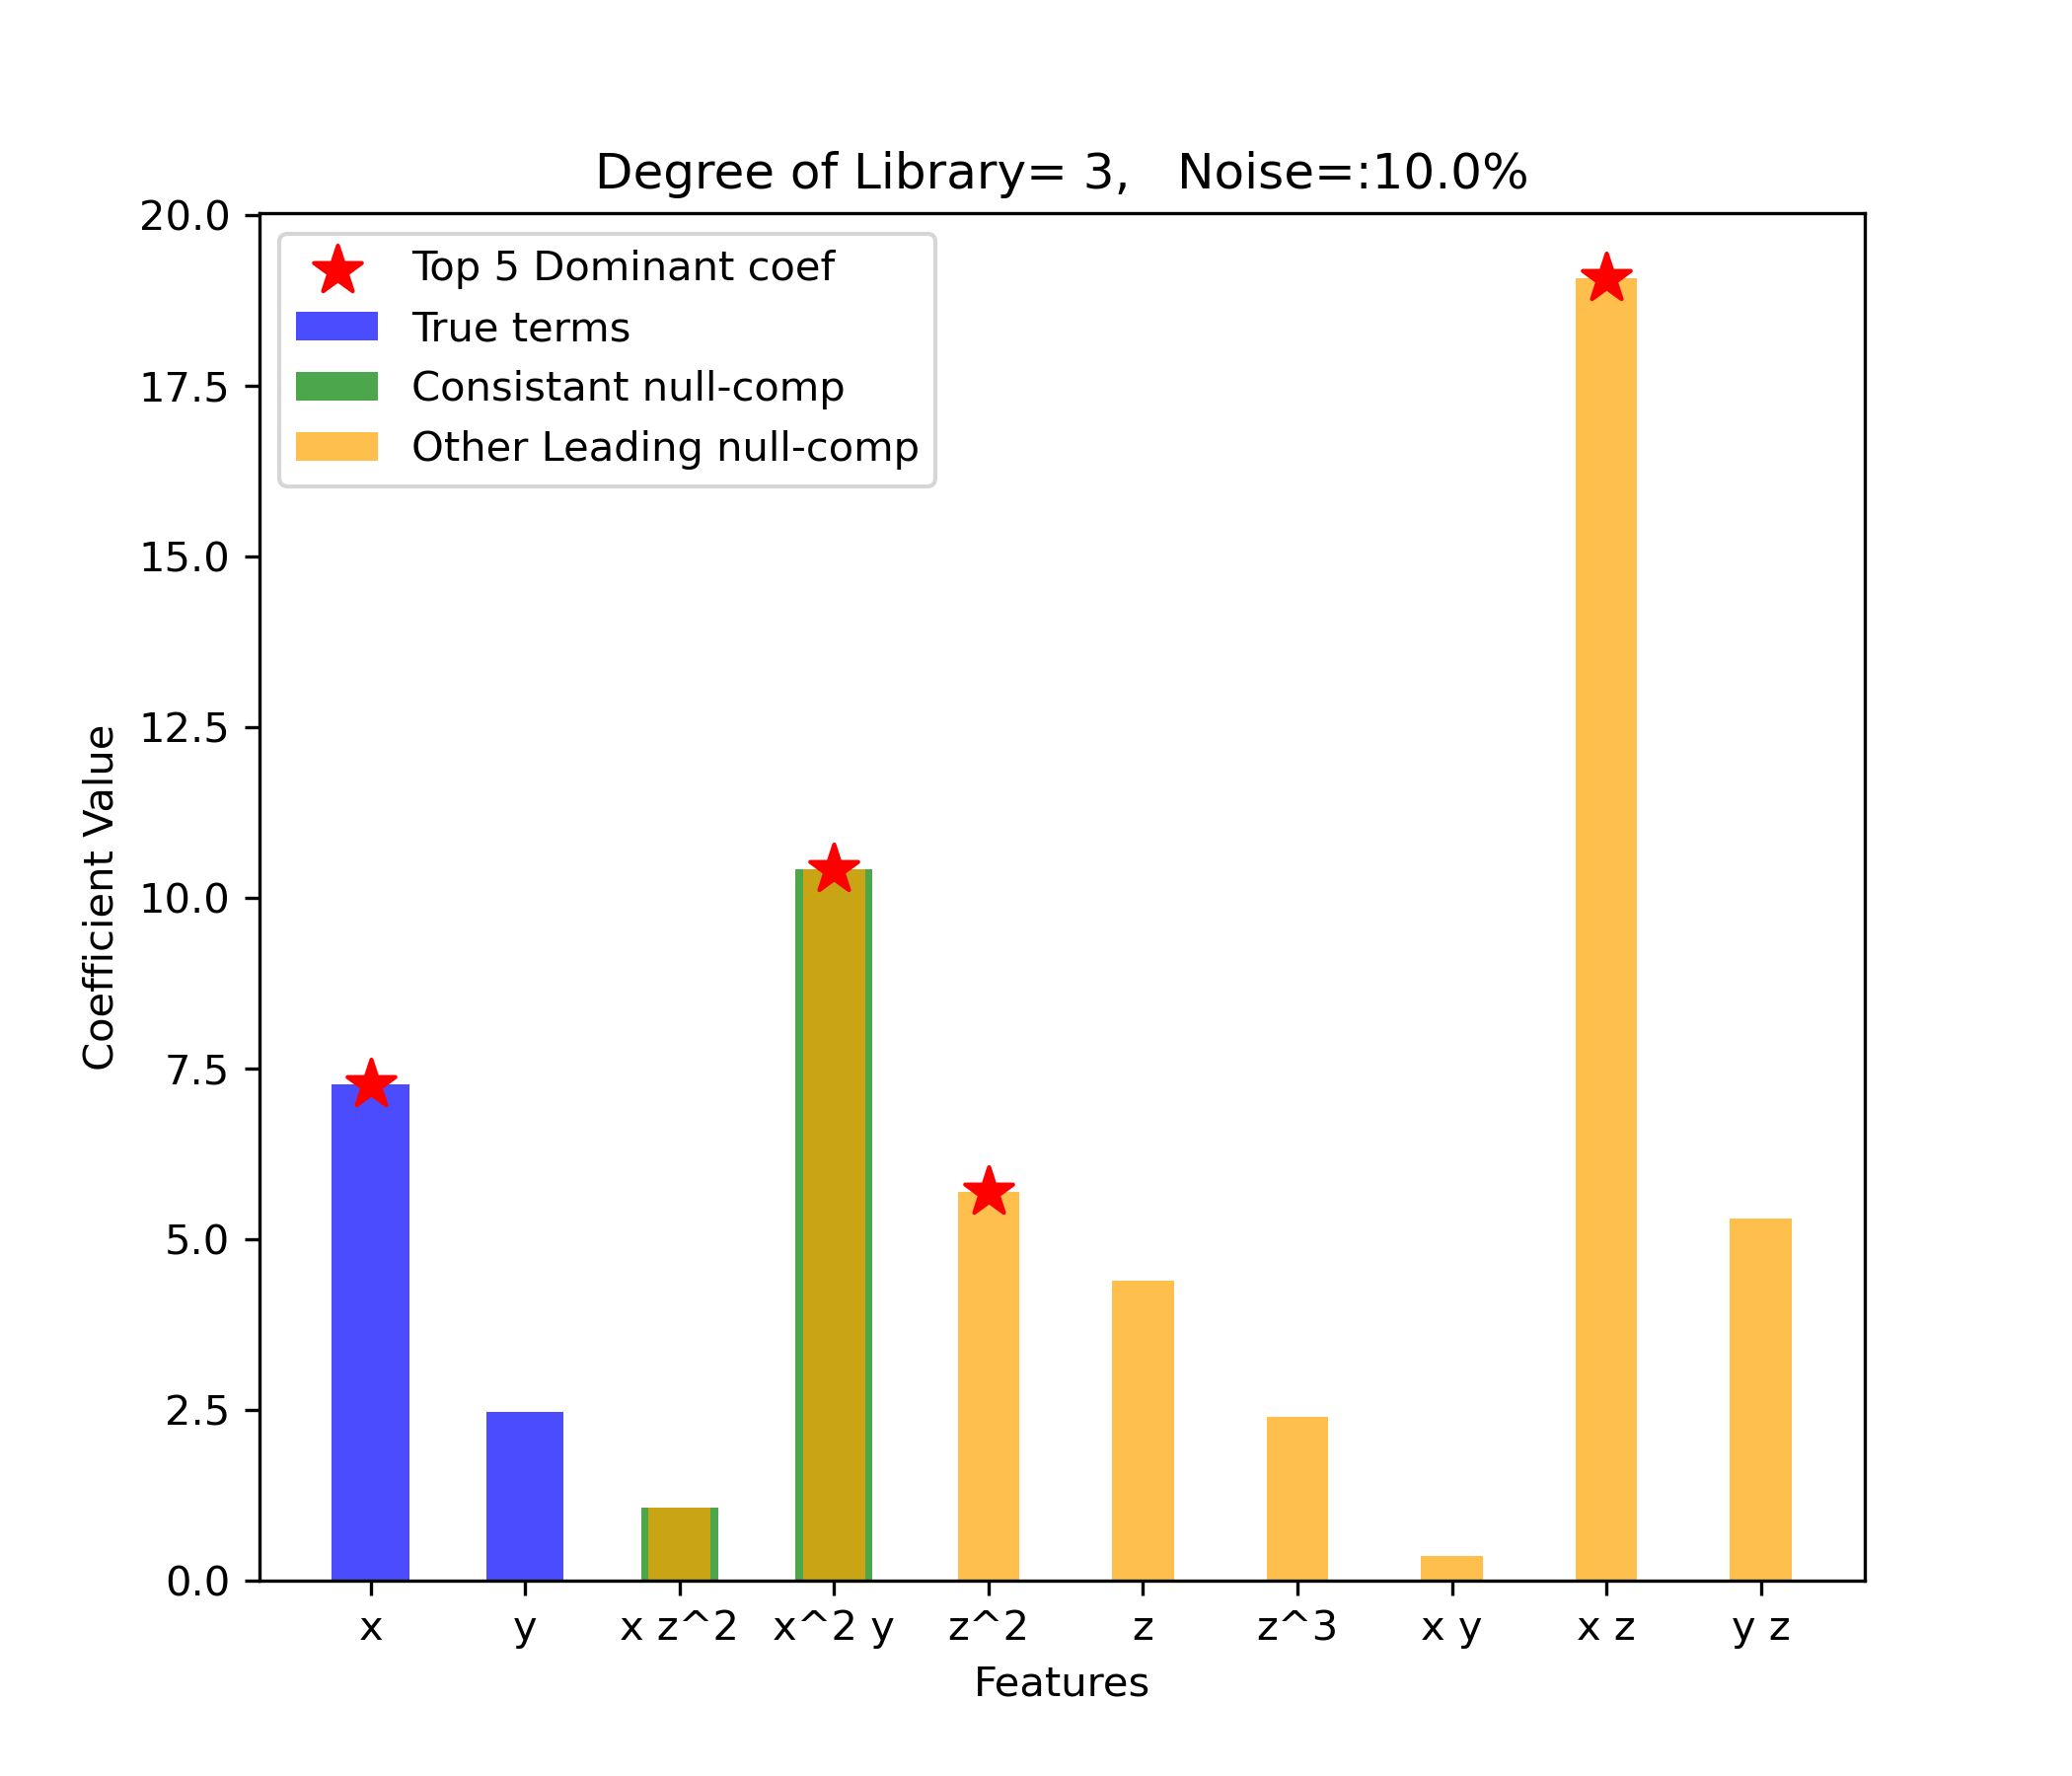 Degree of Library= 3,   Noise=:10.0%
Top 5 Dominant coef
True terms
Consistant null-comp
Other Leading null-comp
Coefficient Value
20.0
17.5
15.0
12.5
10.0
7.5
5.0
2.5
0.0
x y x z^2 x^2 y z^2 z z^3 x y x z y z
Features